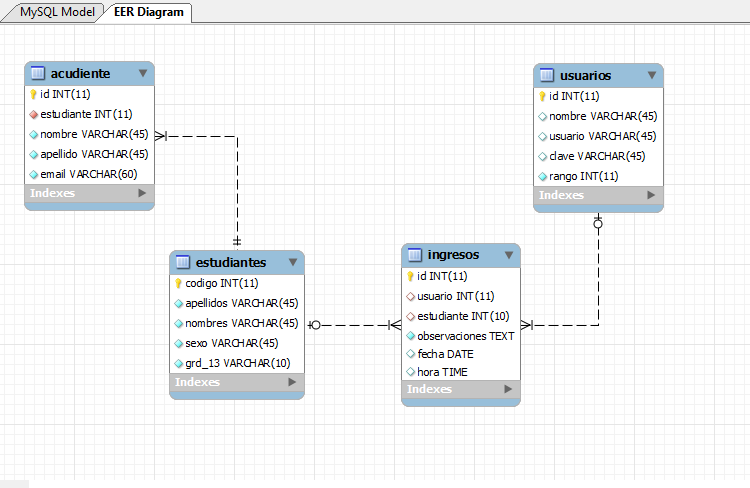 MySQL Model
EER Diagram
acudiente
id INT(11)
estudiante INT(11)
nombre VARCHAR(45)
apellido VARCHAR(45)
email VARCHAR(60)
Indexes
usuarios
id INT(11)
nombre VARCHAR(45)
usuario VARCHAR(45)
clave VARCHAR(45)
rango INT(11)
Indexes
estudiantes
codigo INT(11)
apellidos VARCHAR(45)
nombres VARCHAR(45)
sexo VARCHAR(45)
grd_13 VARCHAR(10)
Indexes
ingresos
id INT(11)
usuario INT(11)
estudiante INT(10)
observaciones TEXT
fecha DATE
hora TIME
Indexes